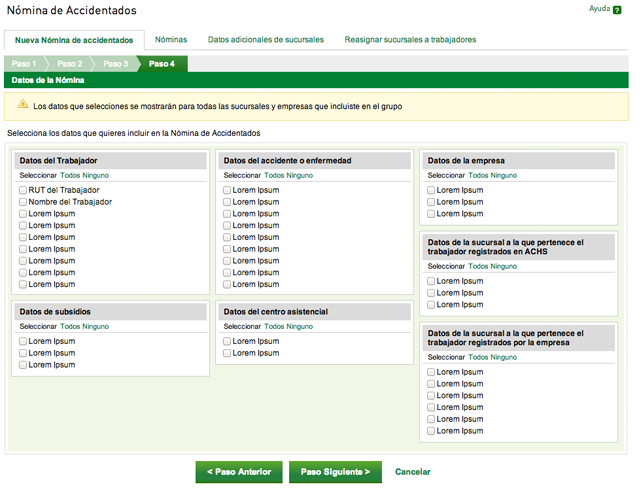 Nómina de Accidentados
Ayuda ?
Nueva Nómina de accidentados
Nóminas
Datos adicionales de sucursales
Reasignar sucursales a trabajadores
Paso 1
Paso 2
Paso 3
Paso 4
Datos de la Nómina
Los datos que selecciones se mostrarán para todas las sucursales y empresas que incluiste en el grupo
Selecciona los datos que quieres incluir en la Nómina de Accidentados
Datos del Trabajador
Seleccionar Todos Ninguno
RUT del Trabajador
Nombre del Trabajador
Lorem Ipsum
Lorem Ipsum
Lorem Ipsum
Lorem Ipsum
Lorem Ipsum
Lorem Ipsum
Lorem Ipsum
Datos de subsidios
Seleccionar Todos Ninguno
Lorem Ipsum
Lorem Ipsum
Lorem Ipsum
Datos del accidente o enfermedad
Seleccionar Todos Ninguno
Lorem Ipsum
Lorem Ipsum
Lorem Ipsum
Lorem Ipsum
Lorem Ipsum
Lorem Ipsum
Lorem Ipsum
Lorem Ipsum
Lorem Ipsum
Datos del centro asistencial
Seleccionar Todos Ninguno
Lorem Ipsum
Lorem Ipsum
Datos de la empresa
Seleccionar Todos Ninguno
Lorem Ipsum
Lorem Ipsum
Lorem Ipsum
Datos de la sucursal a la que pertenece el
trabajador registrados en ACHS
Seleccionar Todos Ninguno
Lorem Ipsum
Lorem Ipsum
Lorem Ipsum
Datos de la sucursal a la que pertenece el
trabajador registrados por la empresa
Seleccionar Todos Ninguno
Lorem Ipsum
Lorem Ipsum
Lorem Ipsum
Lorem Ipsum
Lorem Ipsum
Lorem Ipsum
< Paso Anterior
Paso Siguiente >
Cancelar